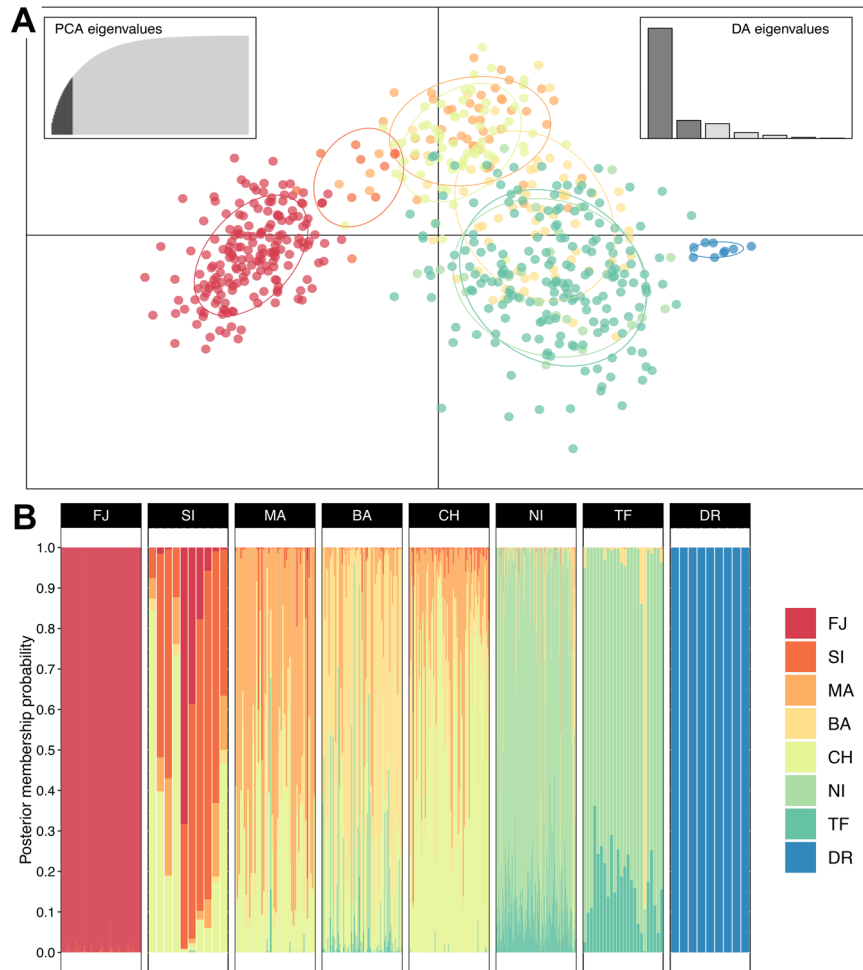 A
PCA eigenvalues
DA eigenvalues
B
FJ
SI
MA
BA
CH
NI
TF
DR
Posterior membership probability
1.0
0.9
0.8
0.7
0.6
0.5
0.4
0.3
0.2
0.1
0.0
FJ
SI
MA
BA
CH
NI
TF
DR